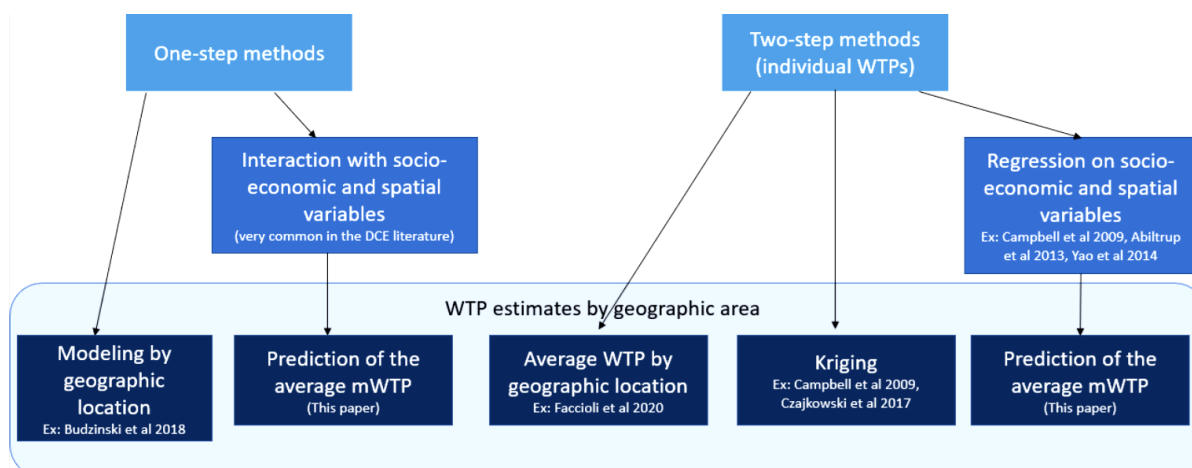 One-step methods
Two-step methods
(individual WTPs)
Interaction with socio-
economic and spatial
variables
(very common in the DCE literature)
Regression on socio-
economic and spatial
variables
Ex: Campbell et al 2009, Abiltrup
et al 2013, Yao et al 2014
WTP estimates by geographic area
Modeling by
geographic
location
Ex: Budzinski et al 2018
Prediction of the
average mWTP
(This paper)
Average WTP by
geographic location
Ex: Faccioli et al 2020
Kriging
Ex: Campbell et al 2009,
Czajkowski et al 2017
Prediction of the
average mWTP
(This paper)